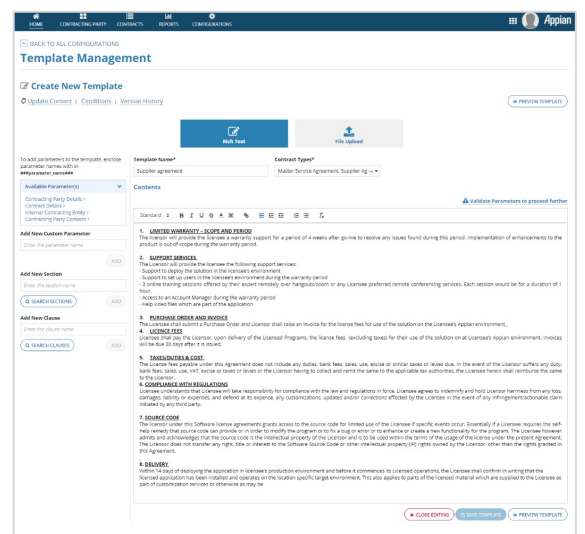 HOME CONTRACTING PARTY CONTRACTS REPORTS CONFIGURATIONS Appian
BACK TO ALL CONFIGURATIONS
Template Management
Create New Template
Update Content | Conditions | Version History
PREVIEW TEMPLATE
Rich Text
File Upload
To add parameters to the template, enclose
parameter names with in
###parameter_name###
Available Parameter(s)
Contracting Party Details >
Contract Details >
Internal Contracting Entity >
Contracting Party Contacts >
Add New Custom Parameter
Enter the parameter name
ADD
Add New Section
Enter the section name
SEARCH SECTIONS ADD
Add New Clause
Enter the clause name
SEARCH CLAUSES ADD
Template Name* Contract Types*
Supplier agreement Master Service Agreement, Supplier Ag
Contents
Validate Parameters to proceed further
Standard B I U S A
1. LIMITED WARRANTY – SCOPE AND PERIOD
The licensor will provide the licensee a warranty support for a period of 4 weeks after go-live to resolve any issues found during this period. Implementation of enhancements to the
product is out-of-scope during the warranty period.
2. SUPPORT SERVICES
The Licensor will provide the licensee the following support services:
- Support to deploy the solution in the licensee's environment
- Support to set up users in the licensee's environment during the warranty period
- 3 online training sessions offered by their expert remotely over hangouts/zoom or any Licensee preferred remote conferencing services. Each session would be for a duration of 1
hour.
- Access to an Account Manager during the warranty period
- Help video files which are part of the application
3. PURCHASE ORDER AND INVOICE
The Licensee shall submit a Purchase Order and Licensor shall raise an invoice for the license fees for use of the solution on the Licensee's Appian environment.
4. LICENCE FEES
Licensee shall pay the Licensor, upon delivery of the Licensed Programs, the license fees (excluding taxes) for their use of the solution on at Licensee's Appian environment. Invoices
will be due 30 days after it is issued.
5. TAXES/DUTIES & COST
The License fees payable under this Agreement does not include any duties, bank fees, sales, use, excise or similar taxes or levies due. In the event of the Licensor suffers any duty,
bank fees, sales, use, VAT, excise or taxes or levies or the Licensor having to collect and remit the same to the applicable tax authorities, the Licensee herein shall reimburse the same
to the Licensor.
6. COMPLIANCE WITH REGULATIONS
Licensee understands that Licensee will take responsibility for compliance with the law and regulations in force. Licensee agrees to indemnify and hold Licensor harmless from any loss,
damages, liability or expenses, and defend at its expense, any customizations, updates and/or corrections effected by the Licensee in the event of any infringement/actionable claim
initiated by any third party.
7. SOURCE CODE
The licensor under this Software license agreements grants access to the source code for limited use of the Licensee if specific events occur. Essentially if a Licensee requires the self-
help remedy that source code can provide or in order to modify the program or to fix a bug or error or to enhance or create a new functionality for the program. The Licensee however
admits and acknowledges that the source code is the intellectual property of the Licensor and is to be used within the terms of the usage of the license under the present Agreement.
The Licensor does not transfer any right, title or interest to the Software Source Code or other intellectual property (IP) rights owned by the Licensor, other than the rights granted in
this Agreement.
8. DELIVERY
Within 14 days of deploying the application in licensee's production environment and before it commences its Licensed operations, the Licensee shall confirm in writing that the
licensed application has been installed and operates on the location specific target environment. This also applies to parts of the licensed material which are supplied to the Licensee as
part of customization services or otherwise as may be
CLOSE EDITING SAVE TEMPLATE PREVIEW TEMPLATE